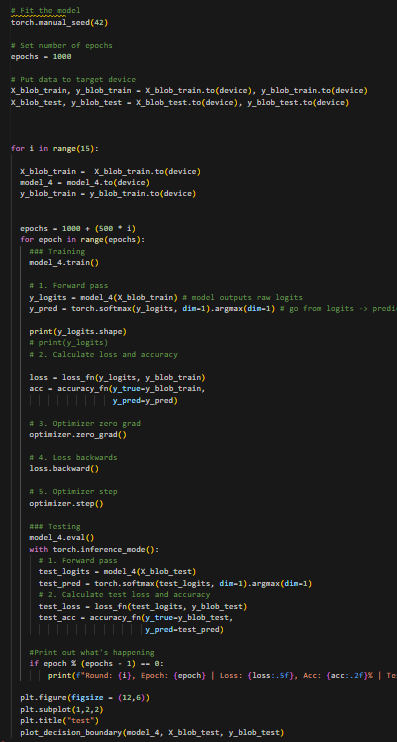 # Fit the model
torch.manual_seed(42)
# Set number of epochs
epochs = 1000
# Put data to target device
X_blob_train, y_blob_train = X_blob_train.to(device), y_blob_train.to(device)
X_blob_test, y_blob_test = X_blob_test.to(device), y_blob_test.to(device)
for i in range(15):
X_blob_train =  X_blob_train.to(device)
model_4 = model_4.to(device)
y_blob_train = y_blob_train.to(device)
epochs = 1000 + (500 * i)
for epoch in range(epochs):
### Training
model_4.train()
# 1. Forward pass
y_logits = model_4(X_blob_train) # model outputs raw logits
y_pred = torch.softmax(y_logits, dim=1).argmax(dim=1) # go from logits -> predi
print(y_logits.shape)
# print(y_logits)
# 2. Calculate loss and accuracy
loss = loss_fn(y_logits, y_blob_train)
acc = accuracy_fn(y_true=y_blob_train,
y_pred=y_pred)
# 3. Optimizer zero grad
optimizer.zero_grad()
# 4. Loss backwards
loss.backward()
# 5. Optimizer step
optimizer.step()
### Testing
model_4.eval()
with torch.inference_mode():
# 1. Forward pass
test_logits = model_4(X_blob_test)
test_pred = torch.softmax(test_logits, dim=1).argmax(dim=1)
# 2. Calculate test loss and accuracy
test_loss = loss_fn(test_logits, y_blob_test)
test_acc = accuracy_fn(y_true=y_blob_test,
y_pred=test_pred)
#Print out what's happening
if epoch % (epochs - 1) == 0:
print(f"Round: {i}, Epoch: {epoch} | Loss: {loss:.5f}, Acc: {acc:.2f}% | Te
plt.figure(figsize = (12,6))
plt.subplot(1,2,2)
plt.title("test")
plot_decision_boundary(model_4, X_blob_test, y_blob_test)